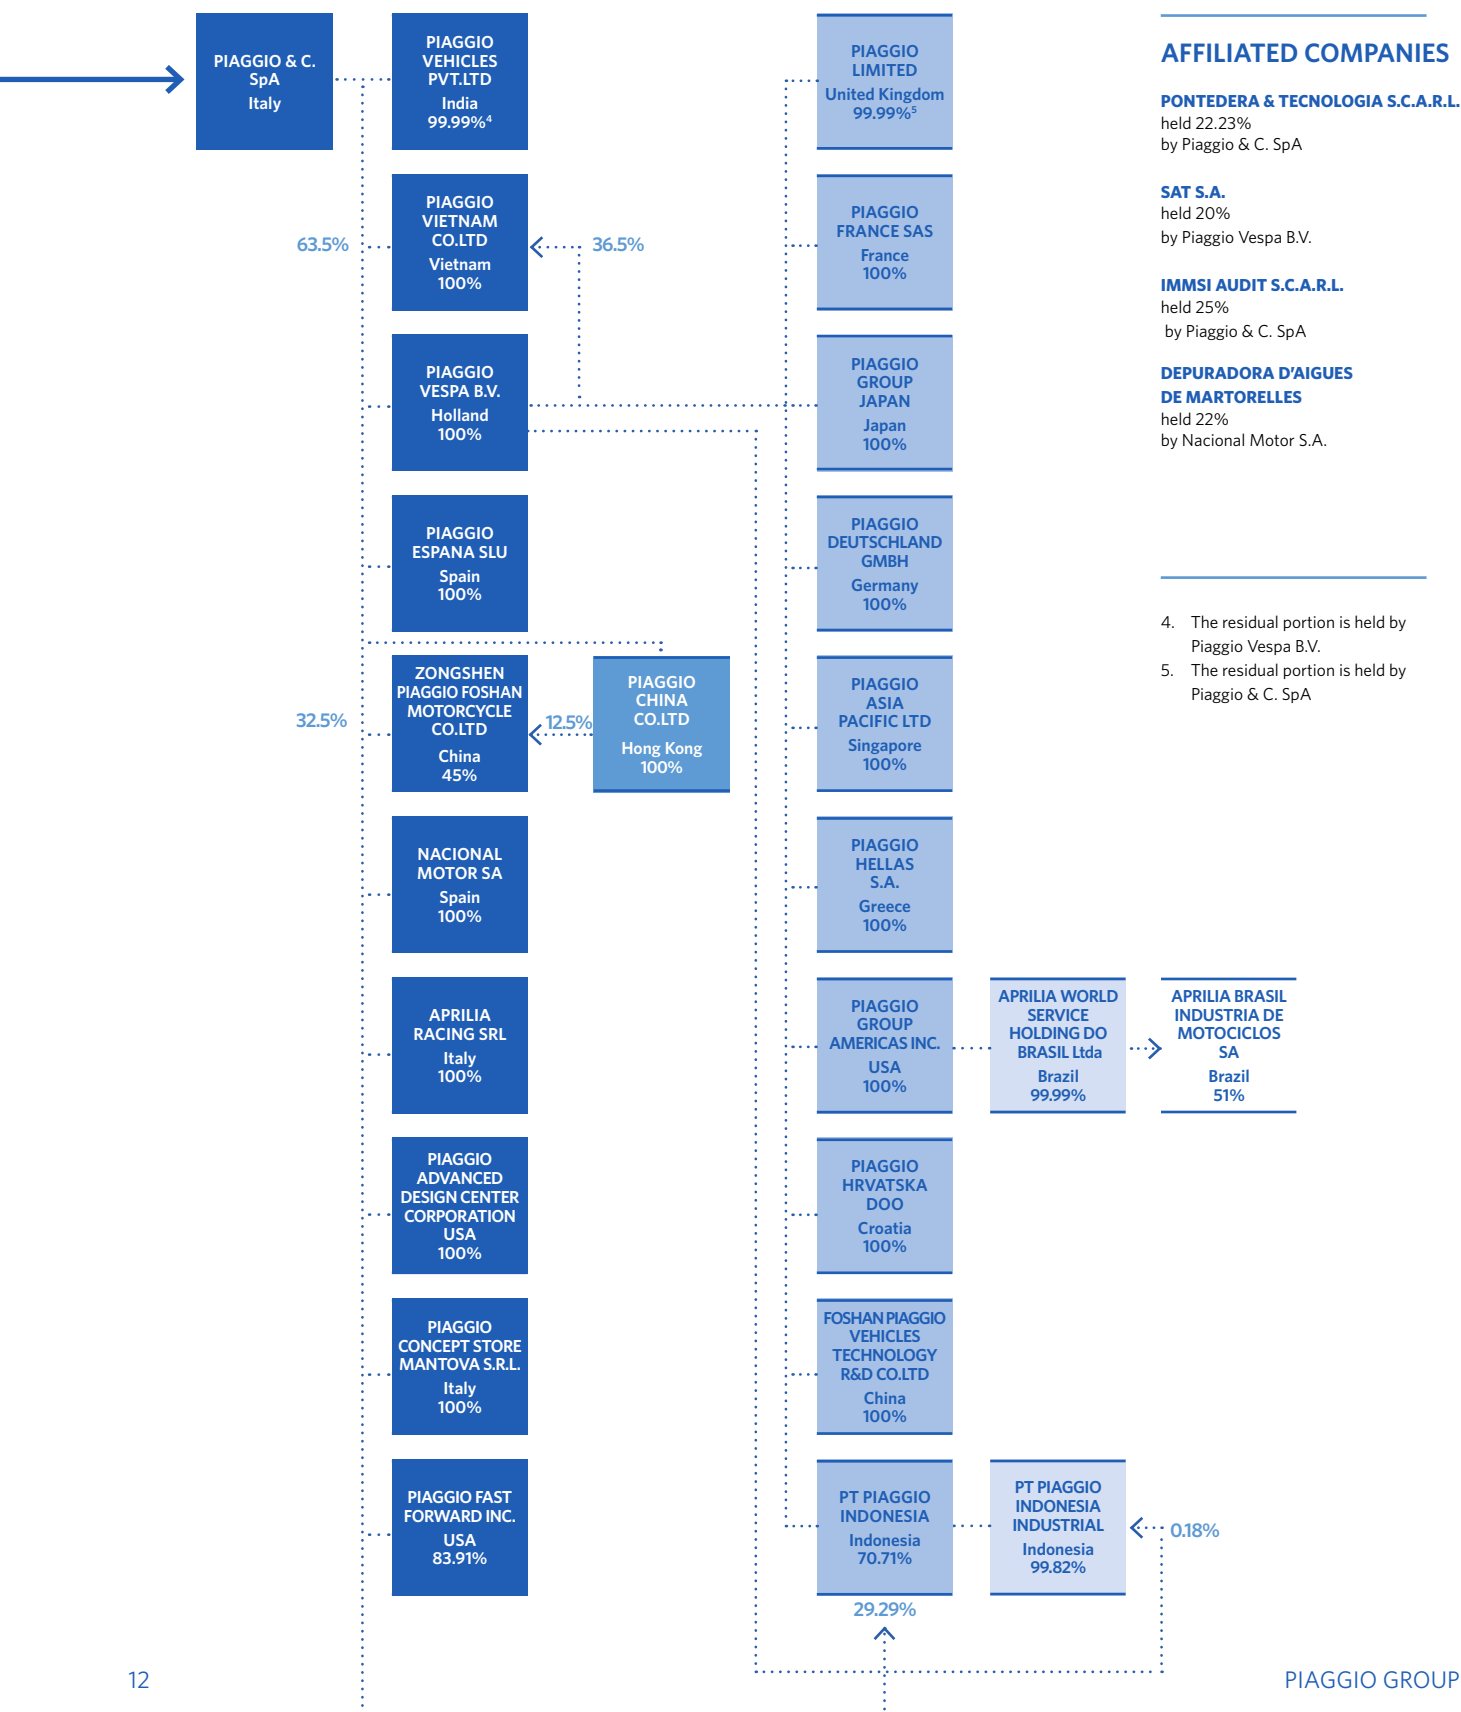 PIAGGIO & C.
SpA
Italy
PIAGGIO
VEHICLES
PVT.LTD
India
99.99%4
63.5%
PIAGGIO
VIETNAM
CO.LTD
Vietnam
100%
36.5%
PIAGGIO
VESPA B.V.
Holland
100%
PIAGGIO
ESPANA SLU
Spain
100%
32.5%
ZONGSHEN
PIAGGIO FOSHAN
MOTORCYCLE
CO.LTD
China
45%
12.5%
PIAGGIO
CHINA
CO.LTD
Hong Kong
100%
NACIONAL
MOTOR SA
Spain
100%
APRILIA
RACING SRL
Italy
100%
PIAGGIO
ADVANCED
DESIGN CENTER
CORPORATION
USA
100%
PIAGGIO
CONCEPT STORE
MANTOVA S.R.L.
Italy
100%
PIAGGIO FAST
FORWARD INC.
USA
83.91%
PIAGGIO
LIMITED
United Kingdom
99.99%5
PIAGGIO
FRANCE SAS
France
100%
PIAGGIO
GROUP
JAPAN
Japan
100%
PIAGGIO
DEUTSCHLAND
GMBH
Germany
100%
PIAGGIO
ASIA
PACIFIC LTD
Singapore
100%
PIAGGIO
HELLAS
S.A.
Greece
100%
PIAGGIO
GROUP
AMERICAS INC.
USA
100%
APRILIA WORLD
SERVICE
HOLDING DO
BRASIL Ltda
Brazil
99.99%
APRILIA BRASIL
INDUSTRIA DE
MOTOCICLOS
SA
Brazil
51%
PIAGGIO
HRVATSKA
DOO
Croatia
100%
FOSHAN PIAGGIO
VEHICLES
TECHNOLOGY
R&D CO.LTD
China
100%
PT PIAGGIO
INDONESIA
Indonesia
70.71%
29.29%
PT PIAGGIO
INDONESIA
INDUSTRIAL
Indonesia
99.82%
0.18%
AFFILIATED COMPANIES
PONTEDERA & TECNOLOGIA S.C.A.R.L.
held 22.23%
by Piaggio & C. SpA
SAT S.A.
held 20%
by Piaggio Vespa B.V.
IMMSI AUDIT S.C.A.R.L.
held 25%
by Piaggio & C. SpA
DEPURADORA D'AIGUES
DE MARTORELLES
held 22%
by Nacional Motor S.A.
4. The residual portion is held by
Piaggio Vespa B.V.
5. The residual portion is held by
Piaggio & C. SpA
12
PIAGGIO GROUP